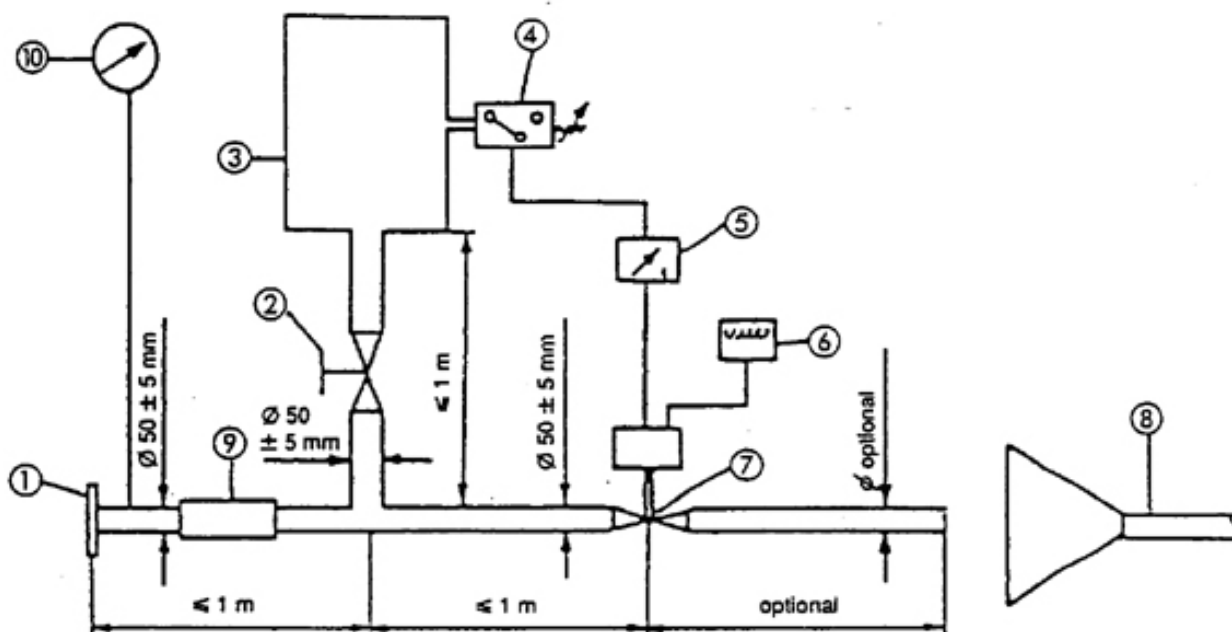 10
4
3
5
2
6
≤ 1 m
Ø 50 ± 5 mm
Ø 50 ± 5 mm
Ø optional
Ø 50
± 5 mm
9
7
8
1
≤ 1 m
≤ 1 m
optional